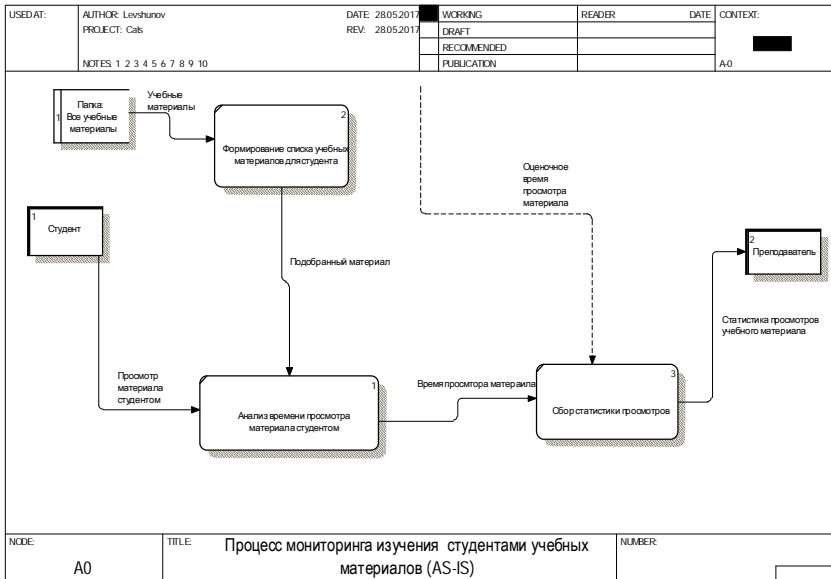 USED AT:
AUTHOR: Levshunov
DATE: 28.05.2017
WORKING
READER
DATE
CONTEXT:
PROJECT: Cats
REV: 28.05.2017
DRAFT
RECOMMENDED
NOTES: 1 2 3 4 5 6 7 8 9 10
PUBLICATION
A-0
1
Папка:
Все учебные
материалы
Учебные
материалы
2
Формирование списка учебных
материалов для студента
Оценочное
время
просмотра
материала
1
Студент
2
Преподаватель
Подобранный материал
Статистика просмотров
учебного материала
Просмотр
материала
студентом
1
Анализ времени просмотра
материала студентом
Время просмтора матераила
3
Сбор статистики просмотров
NODE:
A0
TITLE:
Процесс мониторинга изучения студентами учебных
материалов (AS-IS)
NUMBER: